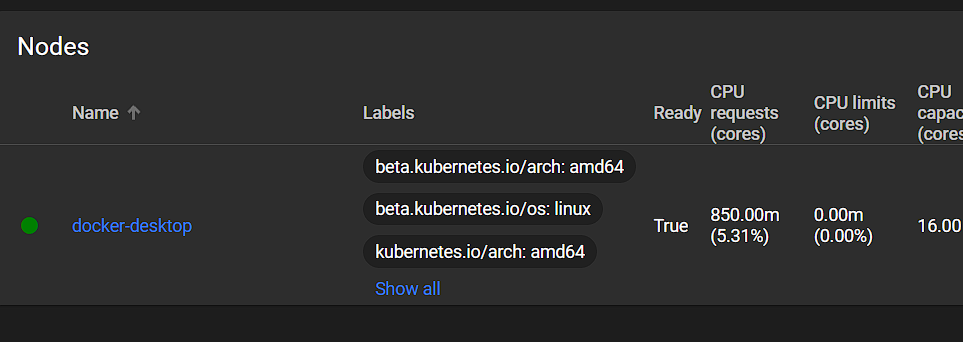 Nodes
Name
Labels
Ready
CPU
requests
(cores)
CPU limits
(cores)
CPU
docker-desktop
beta.kubernetes.io/arch: amd64
beta.kubernetes.io/os: linux
kubernetes.io/arch: amd64
Show all
True
850.00m
(5.31%)
0.00m
(0.00%)
16.00